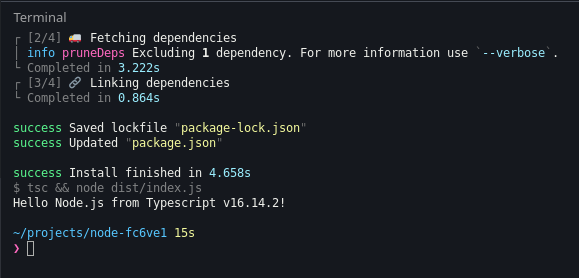 Terminal
┌ [2/4] 🚚 Fetching dependencies
│ info pruneDeps Excluding 1 dependency. For more information use `--verbose`.
└ Completed in 3.222s
┌ [3/4] 🔗 Linking dependencies
└ Completed in 0.864s
success Saved lockfile "package-lock.json"
success Updated "package.json"
success Install finished in 4.658s
$ tsc && node dist/index.js
Hello Node.js from Typescript v16.14.2!
~/projects/node-fc6ve1 15s
❯